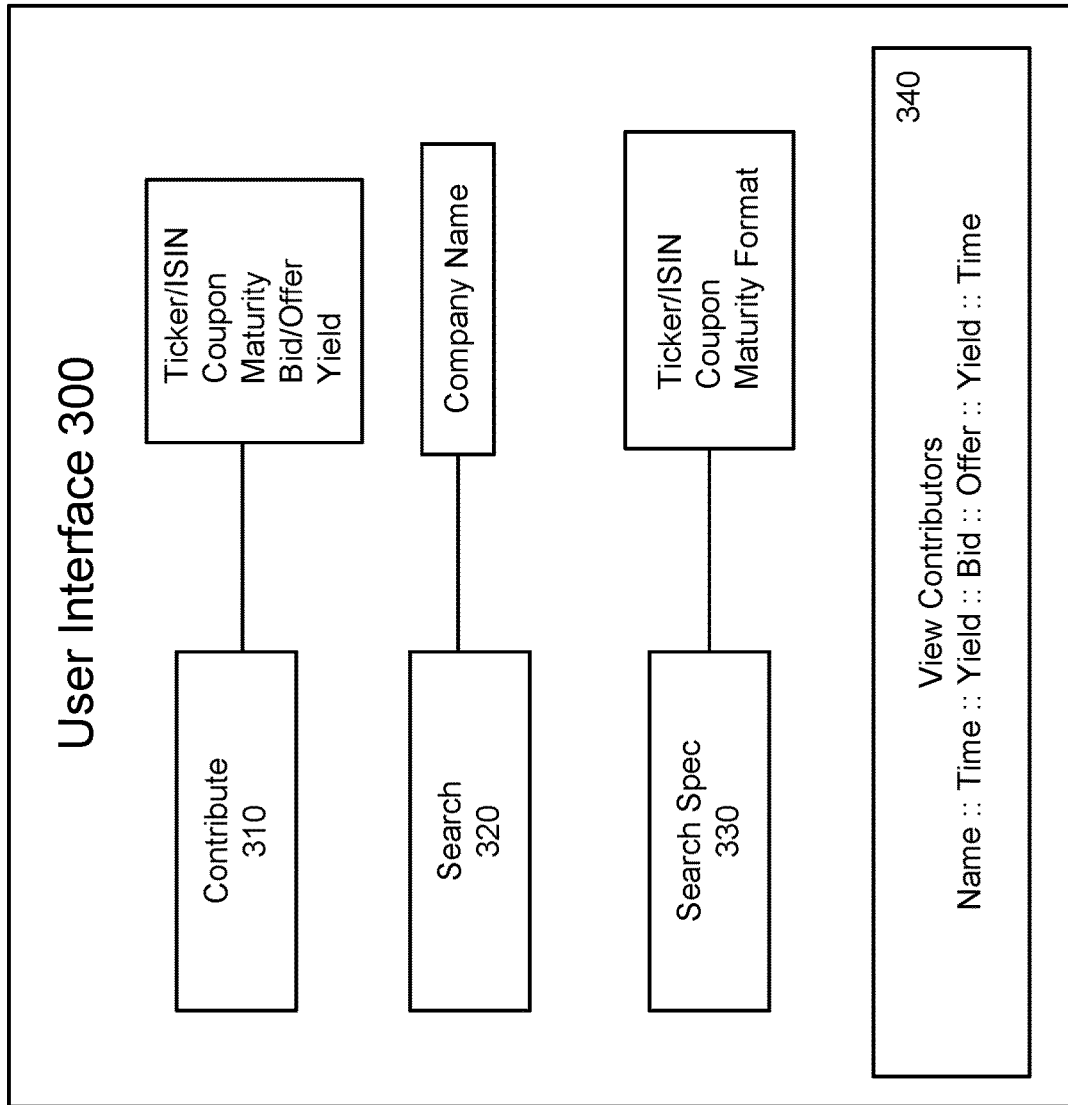 User Interface 300
Contribute
310
Ticker/ISIN
Coupon
Maturity
Bid/Offer
Yield
Search
320
Company Name
Search Spec
330
Ticker/ISIN
Coupon
Maturity Format
340
View Contributors
Name :: Time :: Yield :: Bid :: Offer :: Yield :: Time